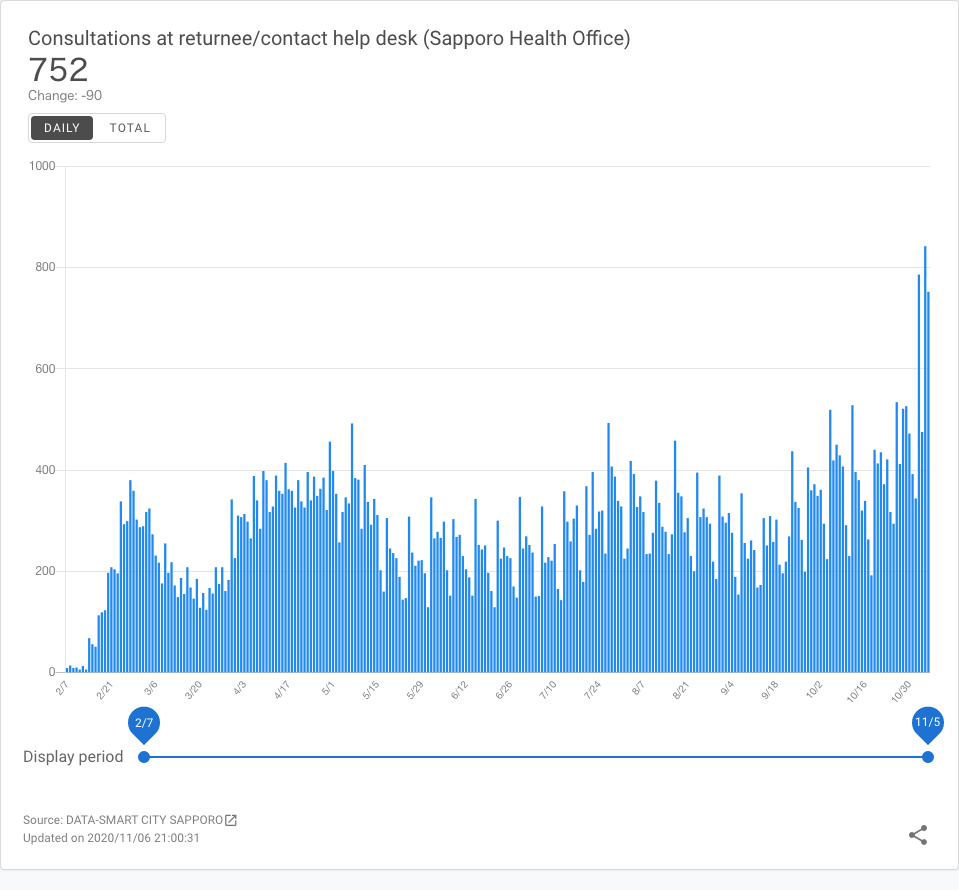 Consultations at returnee/contact help desk (Sapporo Health Office)
752
Change: -90
DAILY TOTAL
1000
800
600
400
200
0
2/7 2/21 3/6 3/20 4/3 4/17 5/1 5/15 5/29 6/12 6/26 7/10 7/24 8/7 8/21 9/4 9/18 10/2 10/16 10/30
2/7 11/5
Display period
Source: DATA-SMART CITY SAPPORO
Updated on 2020/11/06 21:00:31